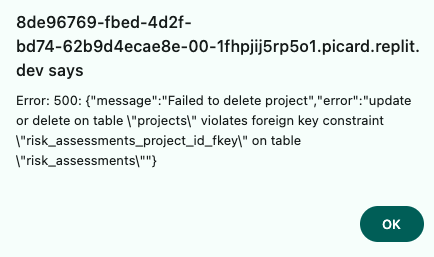 8de96769-fbed-4d2f-
bd74-62b9d4ecae8e-00-1fhpjij5rp5o1.picard.replit.
dev says
Error: 500: {"message":"Failed to delete project","error":"update
or delete on table \"projects\" violates foreign key constraint
\"risk_assessments_project_id_fkey\" on table
\"risk_assessments\""}
OK